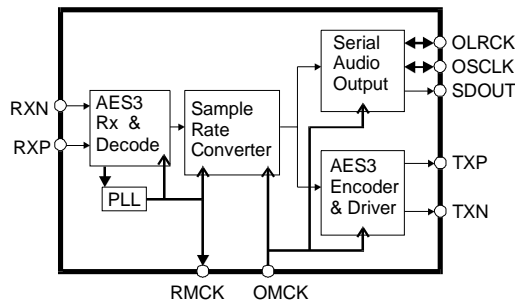 RXN
RXP
AES3
Rx &
Decode
PLL
Sample
Rate
Converter
Serial
Audio
Output
OLRCK
OSCLK
SDOUT
AES3
Encoder
& Driver
TXP
TXN
RMCK
OMCK